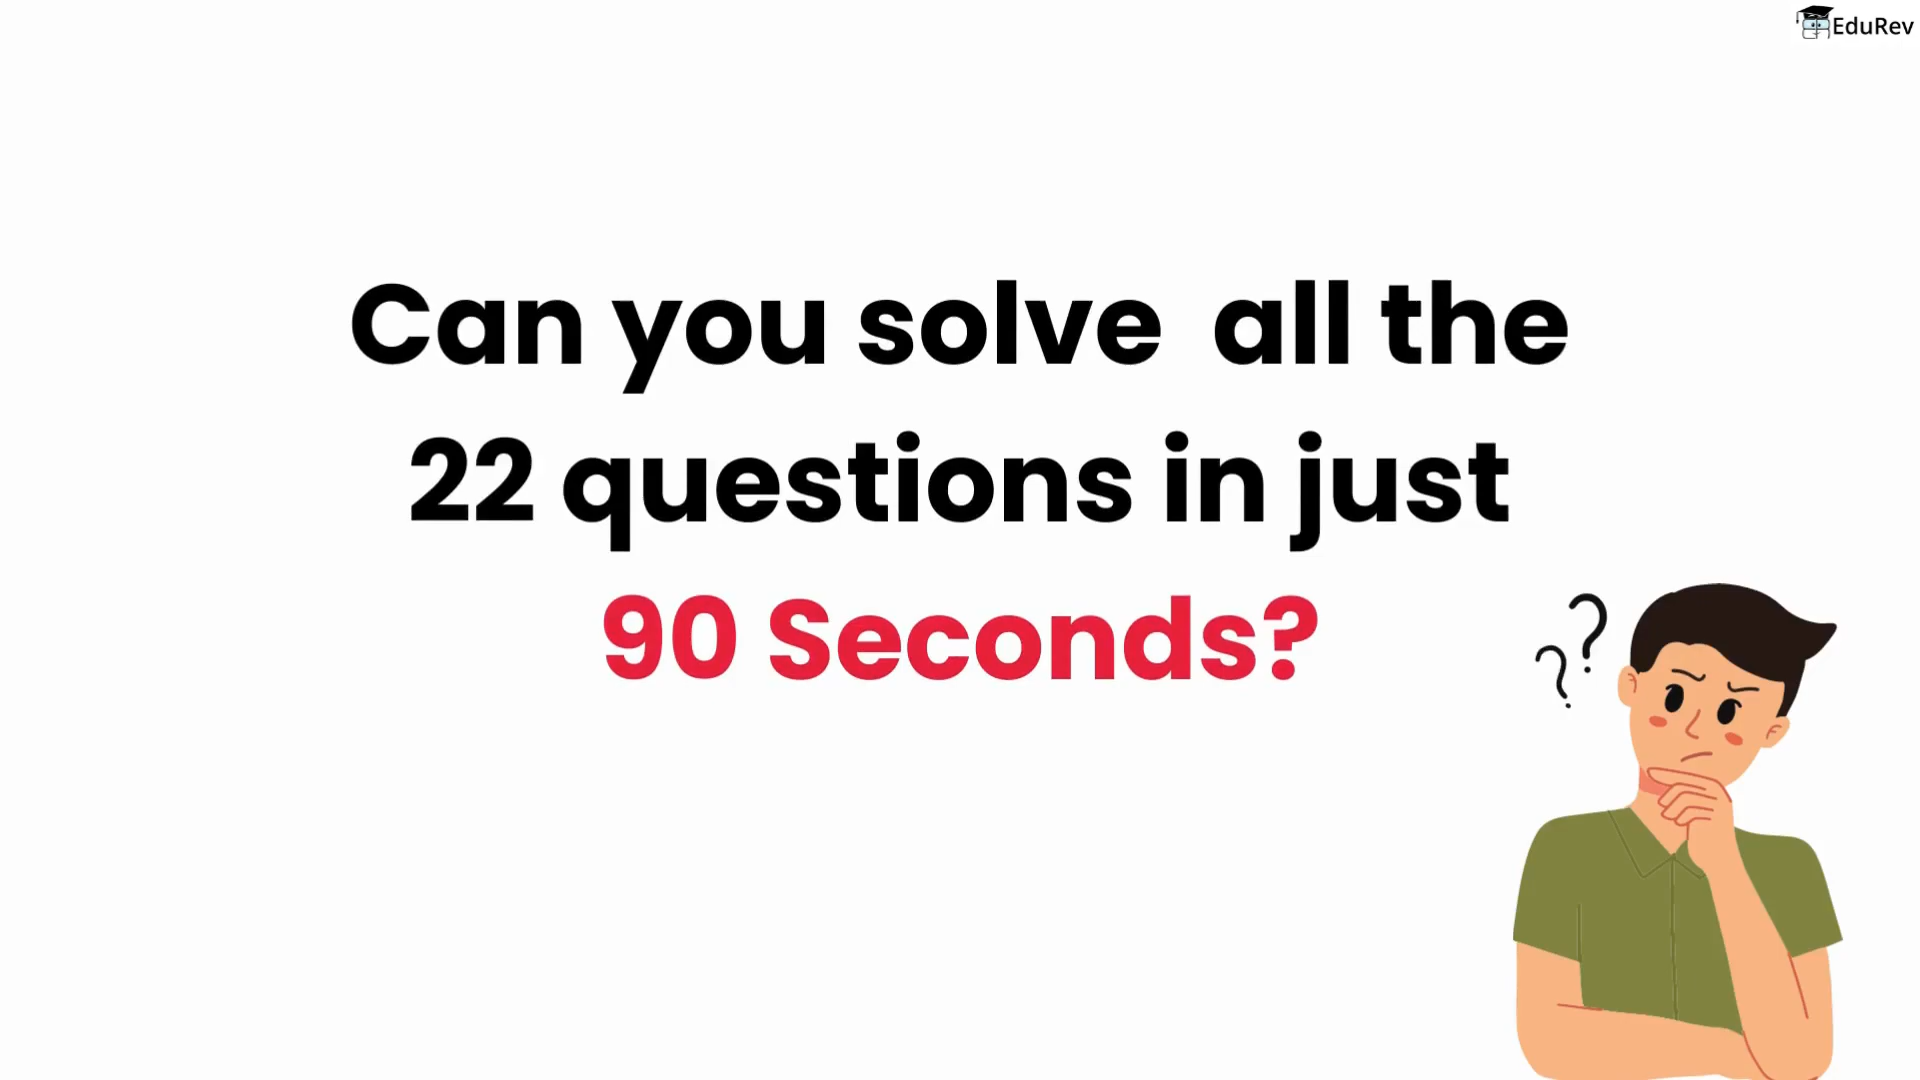 EduRev
Can you solve all the
22 questions in just
90 Seconds?
??